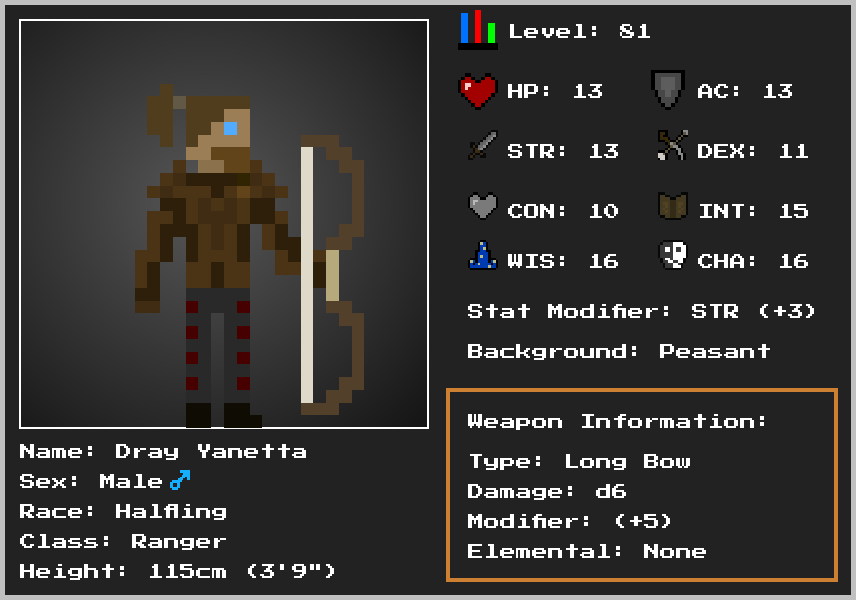 Level: 81
HP: 13
AC: 13
STR: 13
DEX: 11
CON: 10
INT: 15
WIS: 16
CHA: 16
Stat Modifier: STR (+3)
Background: Peasant
Weapon Information:
Type: Long Bow
Damage: d6
Modifier: (+5)
Elemental: None
Name: Dray Yanetta
Sex: Male♂
Race: Halfling
Class: Ranger
Height: 115cm (3'9")